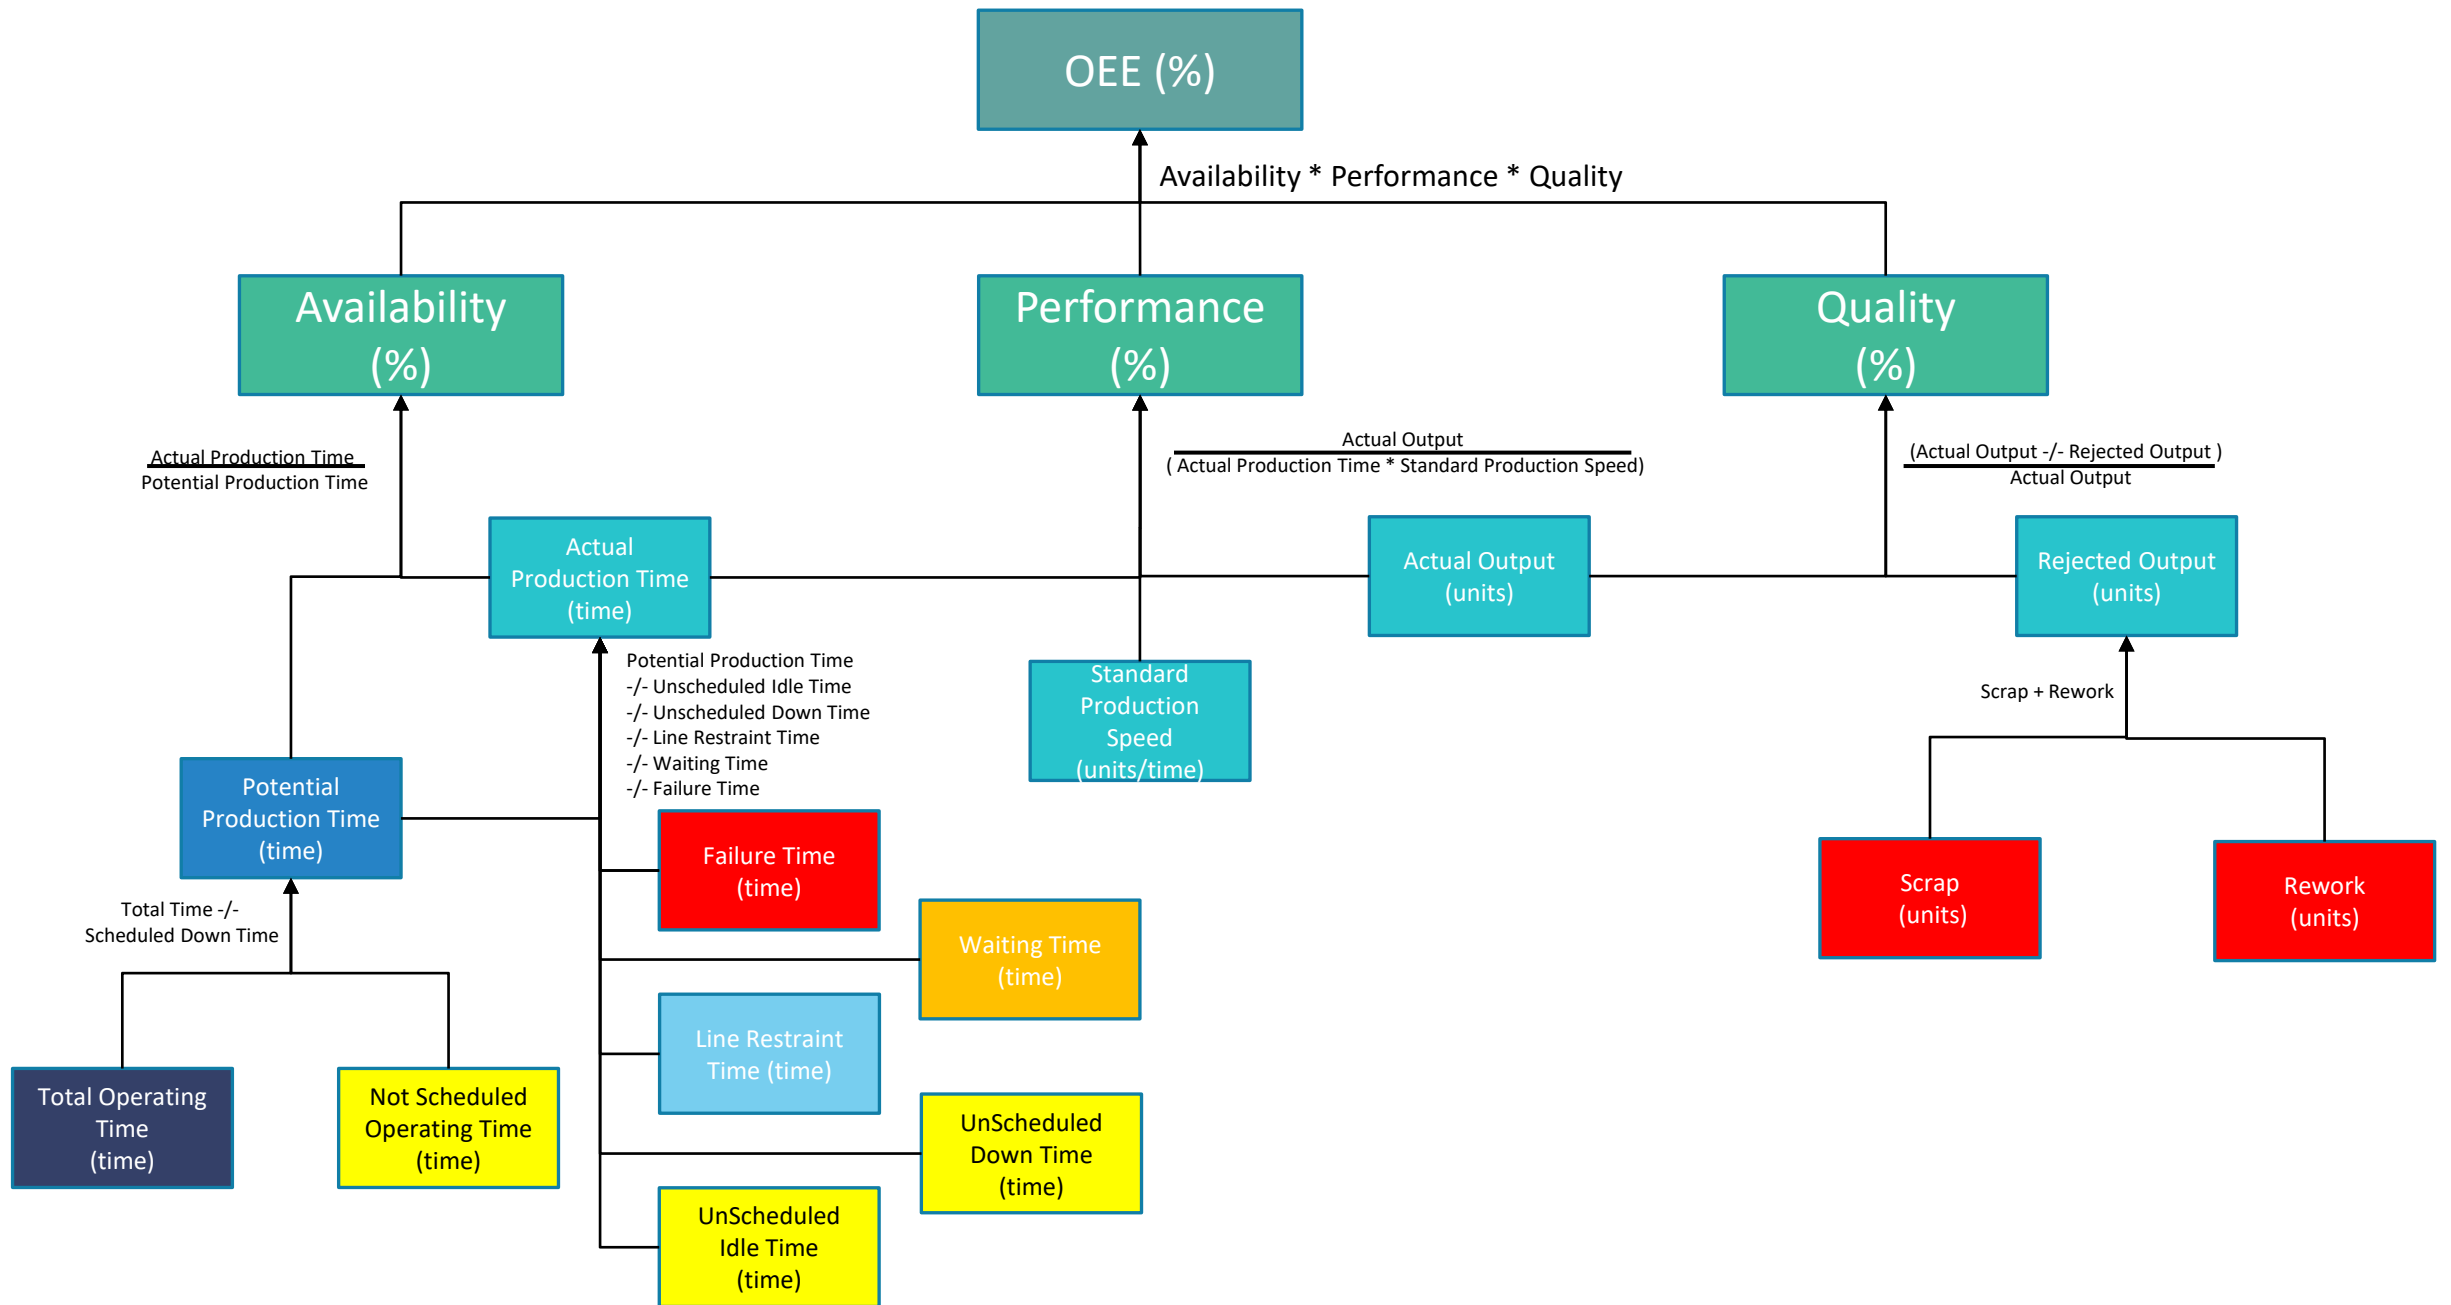 OEE (%)
Availability * Performance * Quality
Availability
(%)
Performance
(%)
Quality
(%)
Actual Production Time
Potential Production Time
Actual Output
( Actual Production Time * Standard Production Speed)
(Actual Output -/- Rejected Output )
Actual Output
Actual
Production Time
(time)
Actual Output
(units)
Rejected Output
(units)
Potential Production Time
-/- Unscheduled Idle Time
-/- Unscheduled Down Time
-/- Line Restraint Time
-/- Waiting Time
-/- Failure Time
Standard
Production
Speed
(units/time)
Scrap + Rework
Potential
Production Time
(time)
Failure Time
(time)
Scrap
(units)
Rework
(units)
Total Time -/-
Scheduled Down Time
Waiting Time
(time)
Line Restraint
Time (time)
Total Operating
Time
(time)
Not Scheduled
Operating Time
(time)
UnScheduled
Down Time
(time)
UnScheduled
Idle Time
(time)